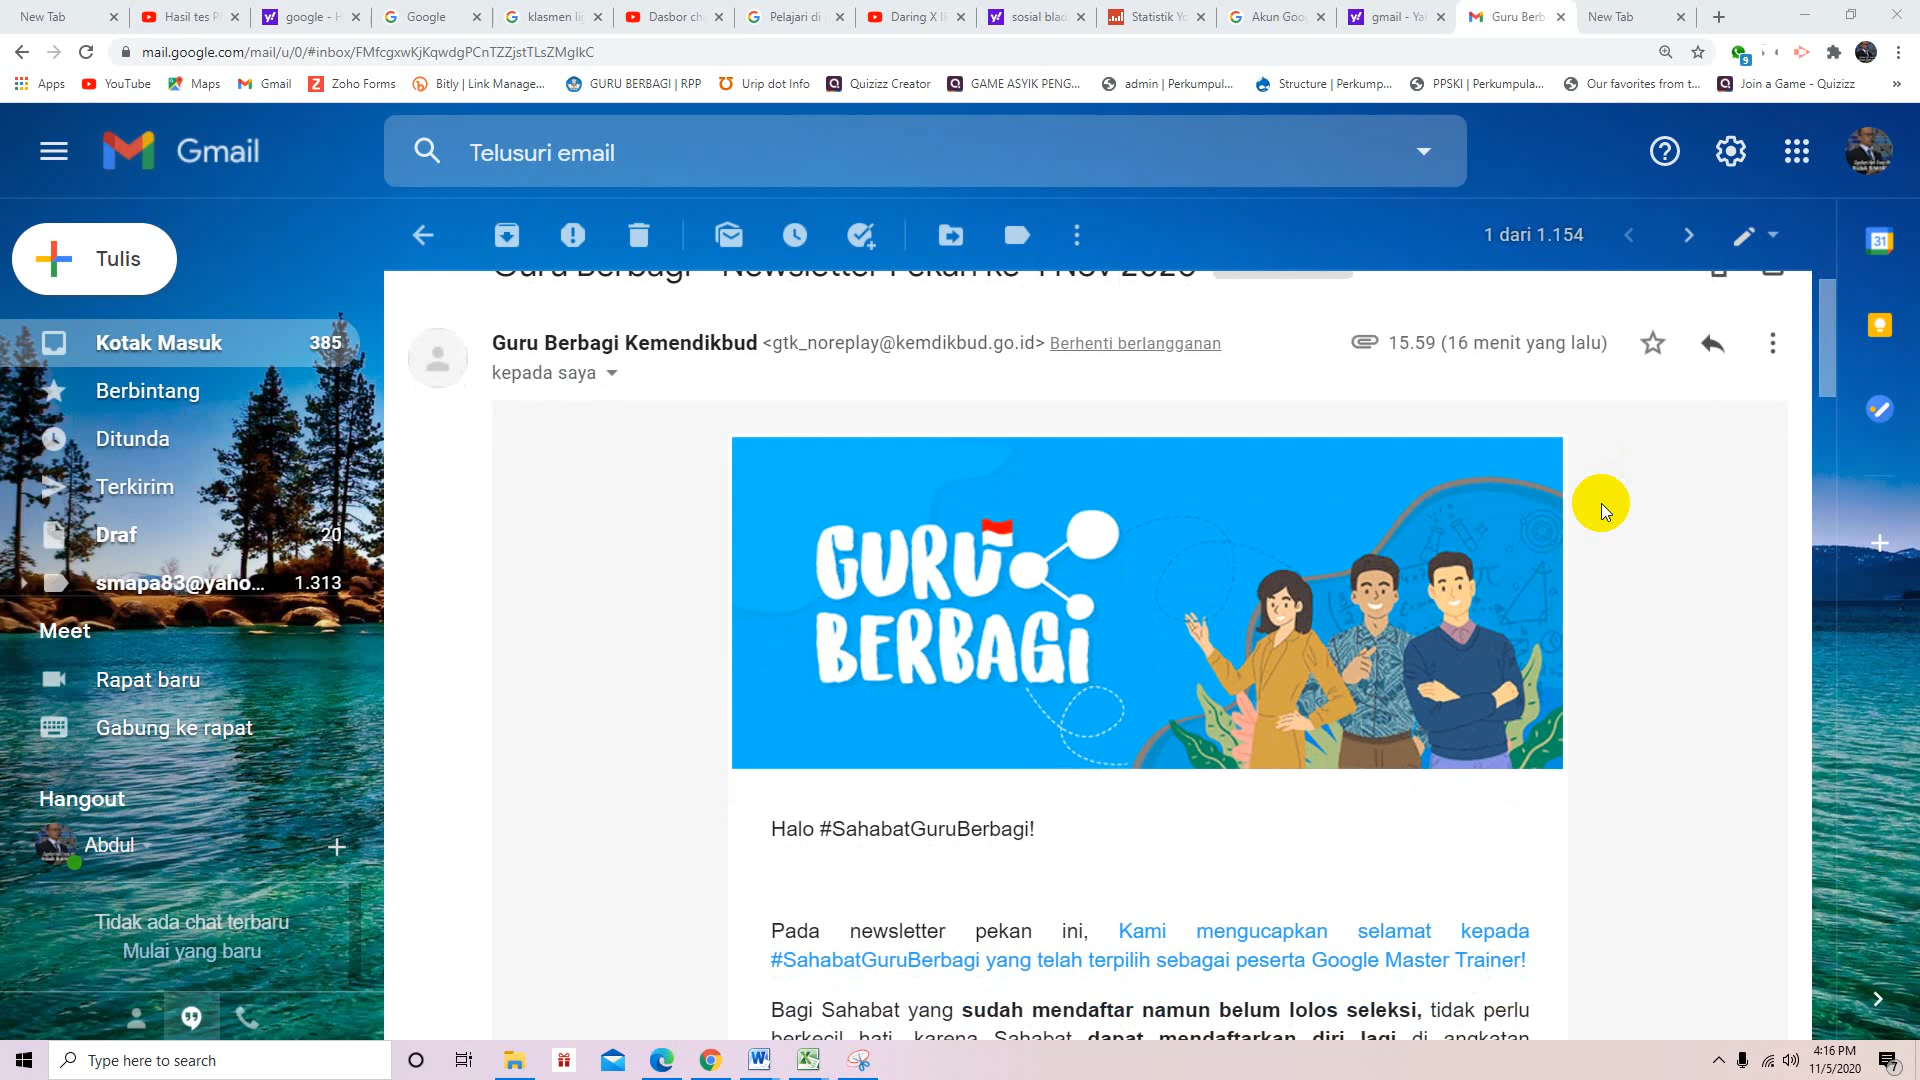 New Tab
Hasil tes P
google - H
Google
klasmen li
Dasbor ch
Pelajari di
Daring X I
sosial blad
Statistik Yo
Akun Goo
gmail - Ya
Guru Berb
New Tab
mail.google.com/mail/u/0/#inbox/FMfcgxwKjKqwdgPCnTZZjstTLsZMglkC
9
Apps
YouTube
Maps
Gmail
Zoho Forms
Bitly | Link Manage...
GURU BERBAGI | RPP
Urip dot Info
Quizizz Creator
GAME ASYIK PENG...
admin | Perkumpul...
Structure | Perkump...
PPSKI | Perkumpula...
Our favorites from t...
Join a Game - Quizizz
»
Gmail
Telusuri email
Tulis
1 dari 1.154
31
Guru Berbagi - Newsletter Pekan ke-1 Nov 2020
Kotak Masuk 385
Berbintang
Ditunda
Terkirim
Draf 20
smapa83@yaho... 1.313
Meet
Rapat baru
Gabung ke rapat
Hangout
Abdul
Tidak ada chat terbaru
Mulai yang baru
Guru Berbagi Kemendikbud <gtk_noreplay@kemdikbud.go.id> Berhenti berlangganan
15.59 (16 menit yang lalu)
kepada saya
GURU
BERBAGI
Halo #SahabatGuruBerbagi!
Pada newsletter pekan ini, Kami mengucapkan selamat kepada
#SahabatGuruBerbagi yang telah terpilih sebagai peserta Google Master Trainer!
Bagi Sahabat yang sudah mendaftar namun belum lolos seleksi, tidak perlu
berkecil hati, karena Sahabat dapat mendaftarkan diri lagi di angkatan
Type here to search
4:16 PM
11/5/2020
7